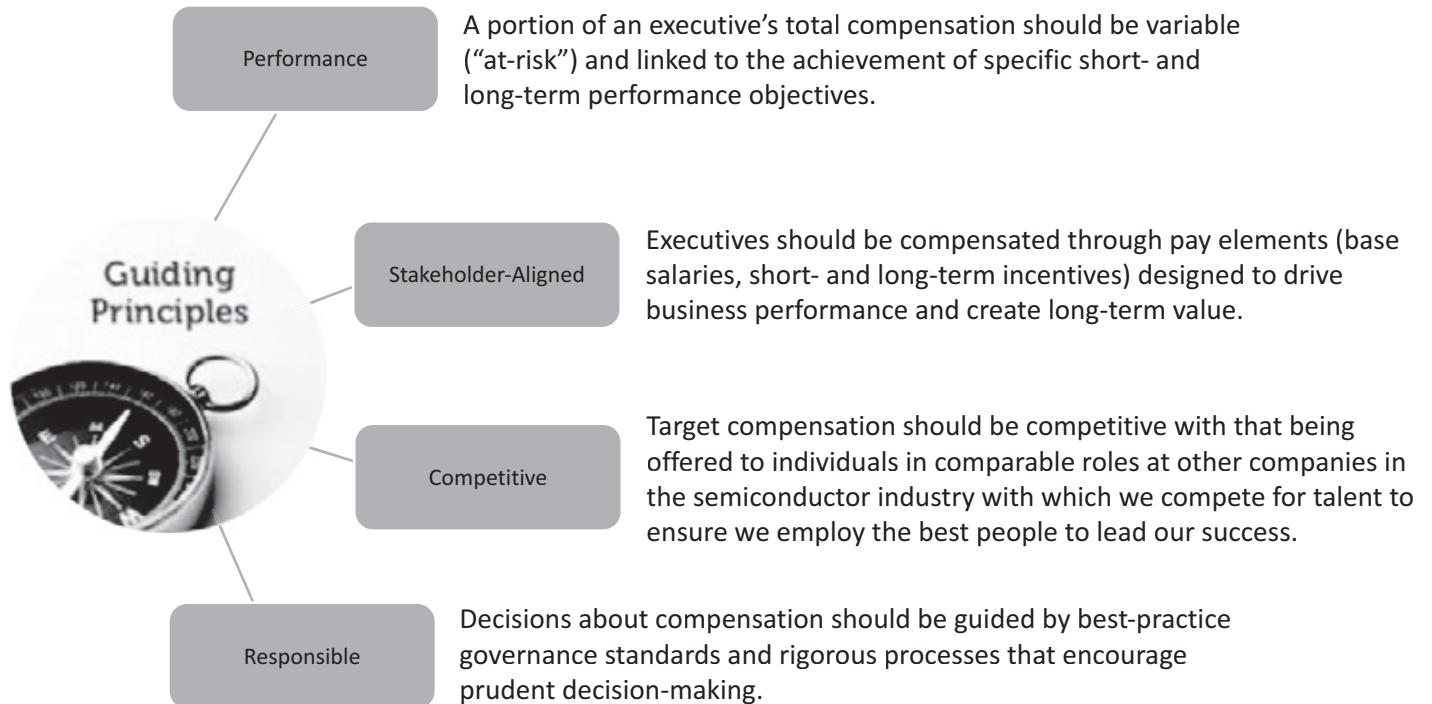 Performance
A portion of an executive’s total compensation should be variable
(“at-risk”) and linked to the achievement of specific short- and
long-term performance objectives.
Guiding
Principles
Stakeholder-Aligned
Executives should be compensated through pay elements (base
salaries, short- and long-term incentives) designed to drive
business performance and create long-term value.
Competitive
Target compensation should be competitive with that being
offered to individuals in comparable roles at other companies in
the semiconductor industry with which we compete for talent to
ensure we employ the best people to lead our success.
Responsible
Decisions about compensation should be guided by best-practice
governance standards and rigorous processes that encourage
prudent decision-making.
E
S